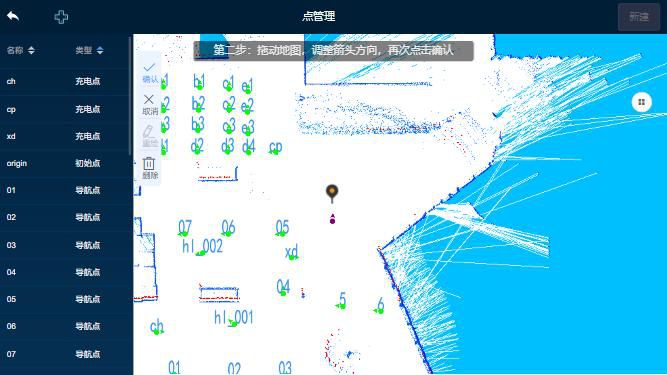 点管理
新建
名称 类型
ch 充电点
cp 充电点
xd 充电点
origin 初始点
01 导航点
02 导航点
03 导航点
04 导航点
05 导航点
06 导航点
07 导航点
第二步：拖动地图，调整箭头方向，再次点击确认
确认
取消
重绘
删除
b1 c1 e1
b2 c2 e2
b3 c3 e3
d2 d3 d4 cp
07 06 05
hl_002 xd
04
5 6
ch hl_001
01 02 03